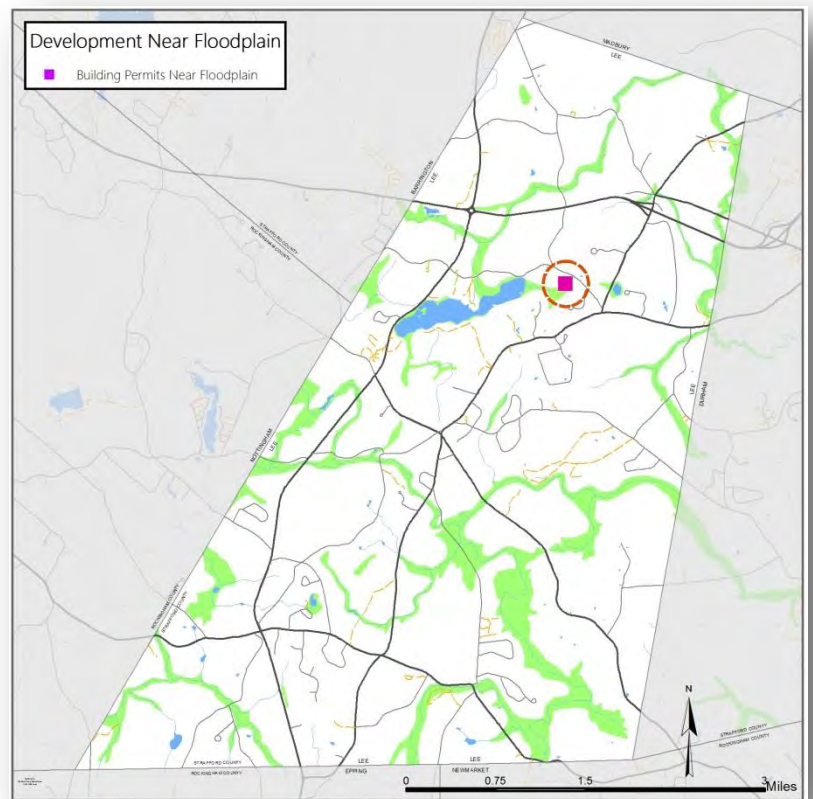 Development Near Floodplain
Building Permits Near Floodplain
MADBURY
LEE
BARRINGTON
LEE
STRAFFORD COUNTY
ROCKINGHAM COUNTY
LEE
DURHAM
NOTTINGHAM
LEE
ROCKINGHAM COUNTY
STRAFFORD COUNTY
N
STRAFFORD COUNTY
ROCKINGHAM COUNTY
STRAFFORD COUNTY
ROCKINGHAM COUNTY
LEE
EPPING
LEE
NEWMARKET
0 0.75 1.5 3 Miles